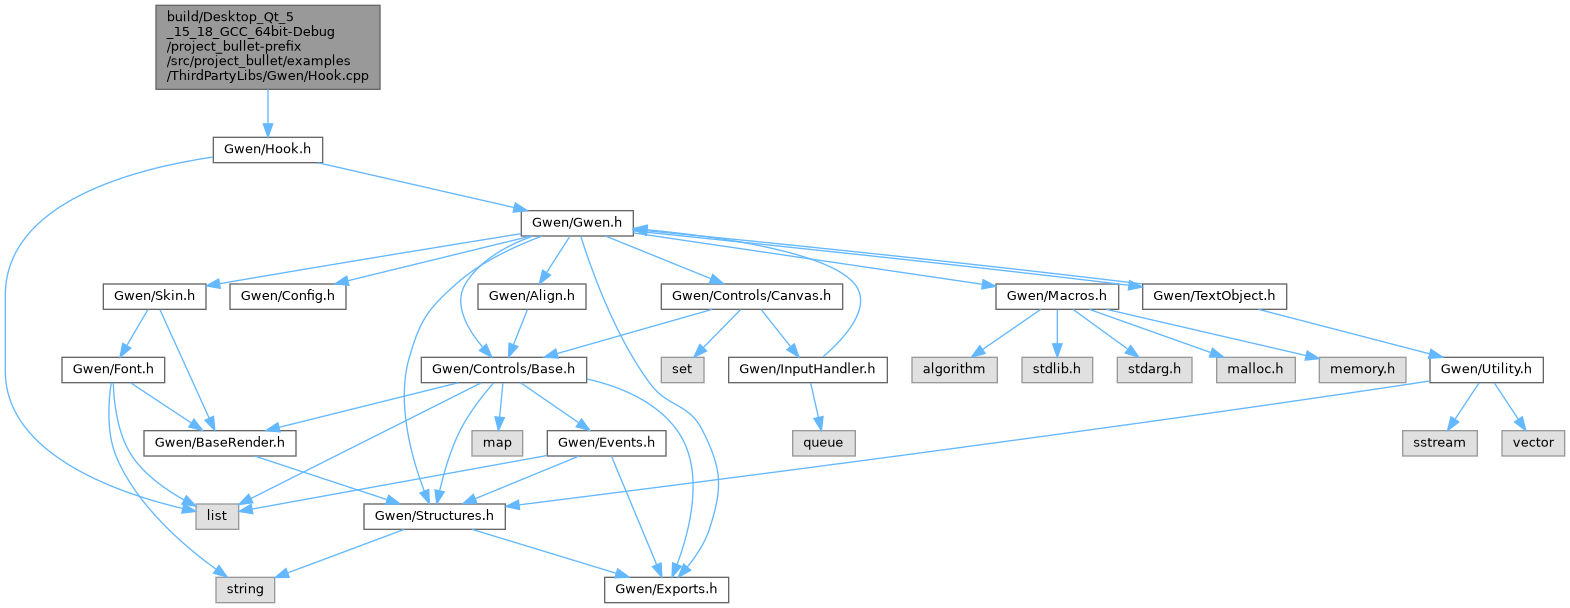 build/Desktop_Qt_5
_15_18_GCC_64bit-Debug
/project_bullet-prefix
/src/project_bullet/examples
/ThirdPartyLibs/Gwen/Hook.cpp
Gwen/Hook.h
Gwen/Gwen.h
Gwen/Skin.h
Gwen/Config.h
Gwen/Align.h
Gwen/Controls/Canvas.h
Gwen/Macros.h
Gwen/TextObject.h
Gwen/Font.h
Gwen/Controls/Base.h
set
Gwen/InputHandler.h
algorithm
stdlib.h
stdarg.h
malloc.h
memory.h
Gwen/Utility.h
Gwen/BaseRender.h
map
Gwen/Events.h
queue
sstream
vector
list
Gwen/Structures.h
string
Gwen/Exports.h